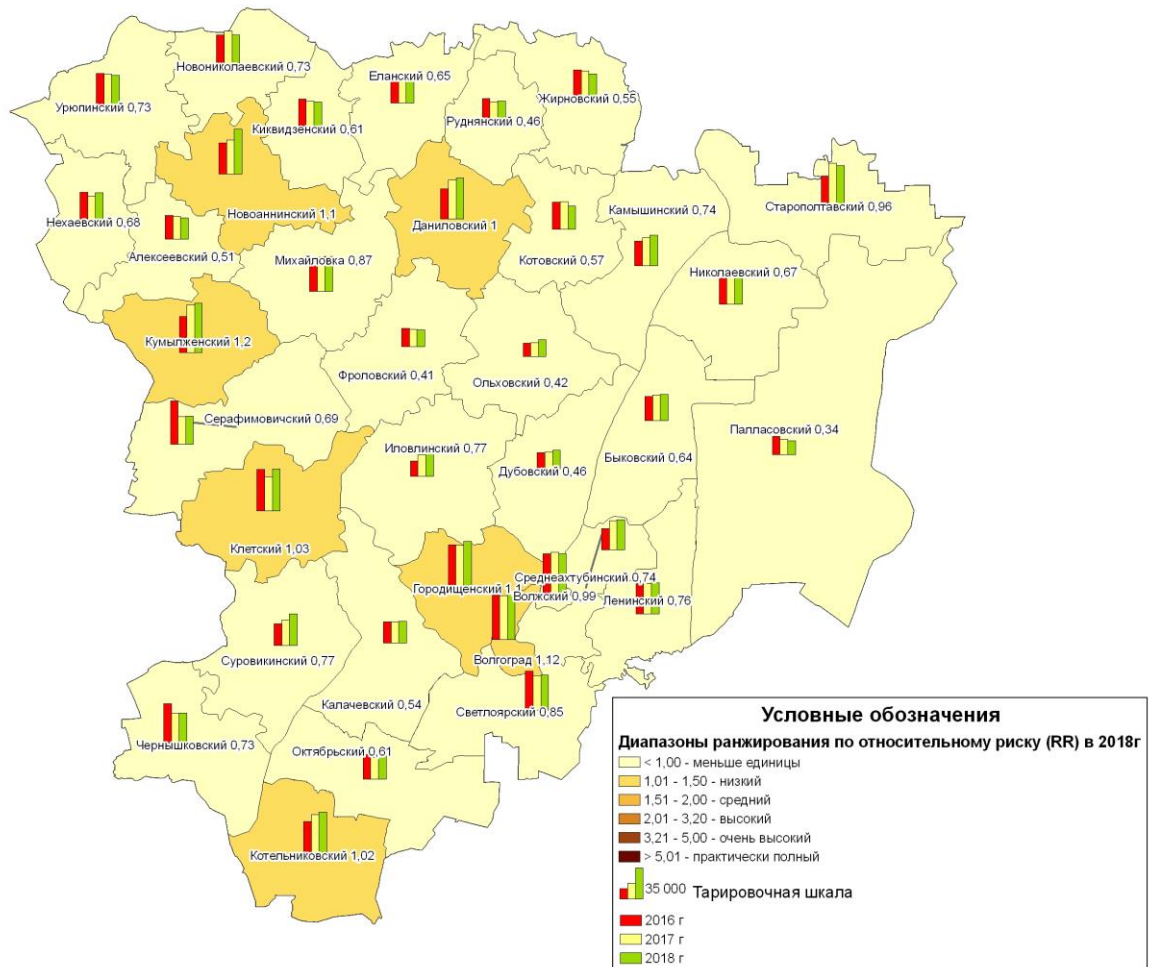 Новониколаевский 0,73
Еланский 0,65
Жирновский 0,55
Урюпинский 0,73
Киквидзенский 0,61
Руднянский 0,46
Старополтавский 0,96
Камышинский 0,74
Новоаннинский 1,1
Даниловский 1
Нехаевский 0,68
Алексеевский 0,51
Михайловка 0,87
Котовский 0,57
Николаевский 0,67
Кумылженский 1,2
Фроловский 0,41
Ольховский 0,42
Серафимовичский 0,69
Палласовский 0,34
Иловлинский 0,77
Дубовский 0,46
Быковский 0,64
Клетский 1,03
Городищенский 1,1
Среднеахтубинский 0,74
Волжский 0,99
Ленинский 0,76
Суровикинский 0,77
Волгоград 1,12
Калачевский 0,54
Светлоярский 0,85
Чернышковский 0,73
Октябрьский 0,61
Котельниковский 1,02
Условные обозначения
Диапазоны ранжирования по относительному риску (RR) в 2018г
< 1,00 - меньше единицы
1,01 - 1,50 - низкий
1,51 - 2,00 - средний
2,01 - 3,20 - высокий
3,21 - 5,00 - очень высокий
> 5,01 - практически полный
35 000 Тарировочная шкала
2016 г
2017 г
2018 г